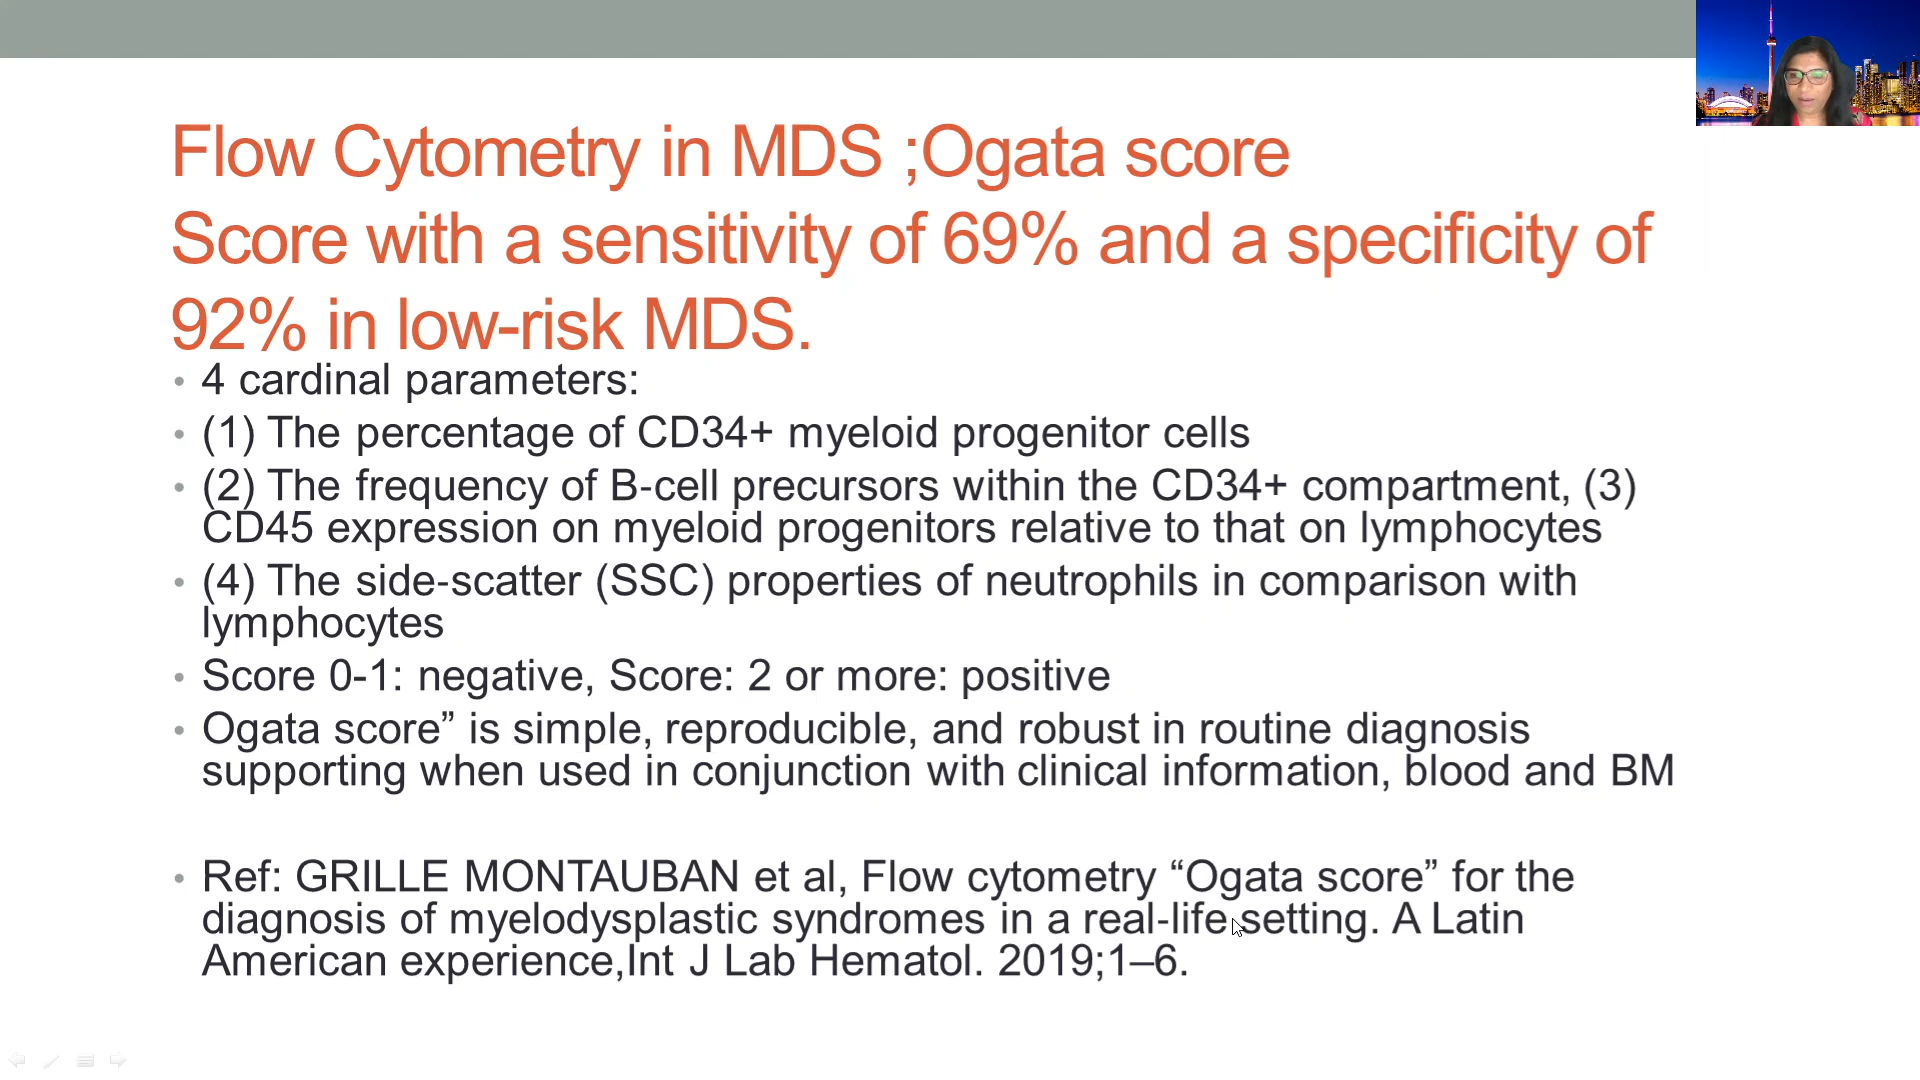 Flow Cytometry in MDS ;Ogata score
Score with a sensitivity of 69% and a specificity of
92% in low-risk MDS.
• 4 cardinal parameters:
• (1) The percentage of CD34+ myeloid progenitor cells
• (2) The frequency of B-cell precursors within the CD34+ compartment, (3)
CD45 expression on myeloid progenitors relative to that on lymphocytes
• (4) The side-scatter (SSC) properties of neutrophils in comparison with
lymphocytes
• Score 0-1: negative, Score: 2 or more: positive
• Ogata score” is simple, reproducible, and robust in routine diagnosis
supporting when used in conjunction with clinical information, blood and BM
• Ref: GRILLE MONTAUBAN et al, Flow cytometry “Ogata score” for the
diagnosis of myelodysplastic syndromes in a real-life setting. A Latin
American experience,Int J Lab Hematol. 2019;1–6.